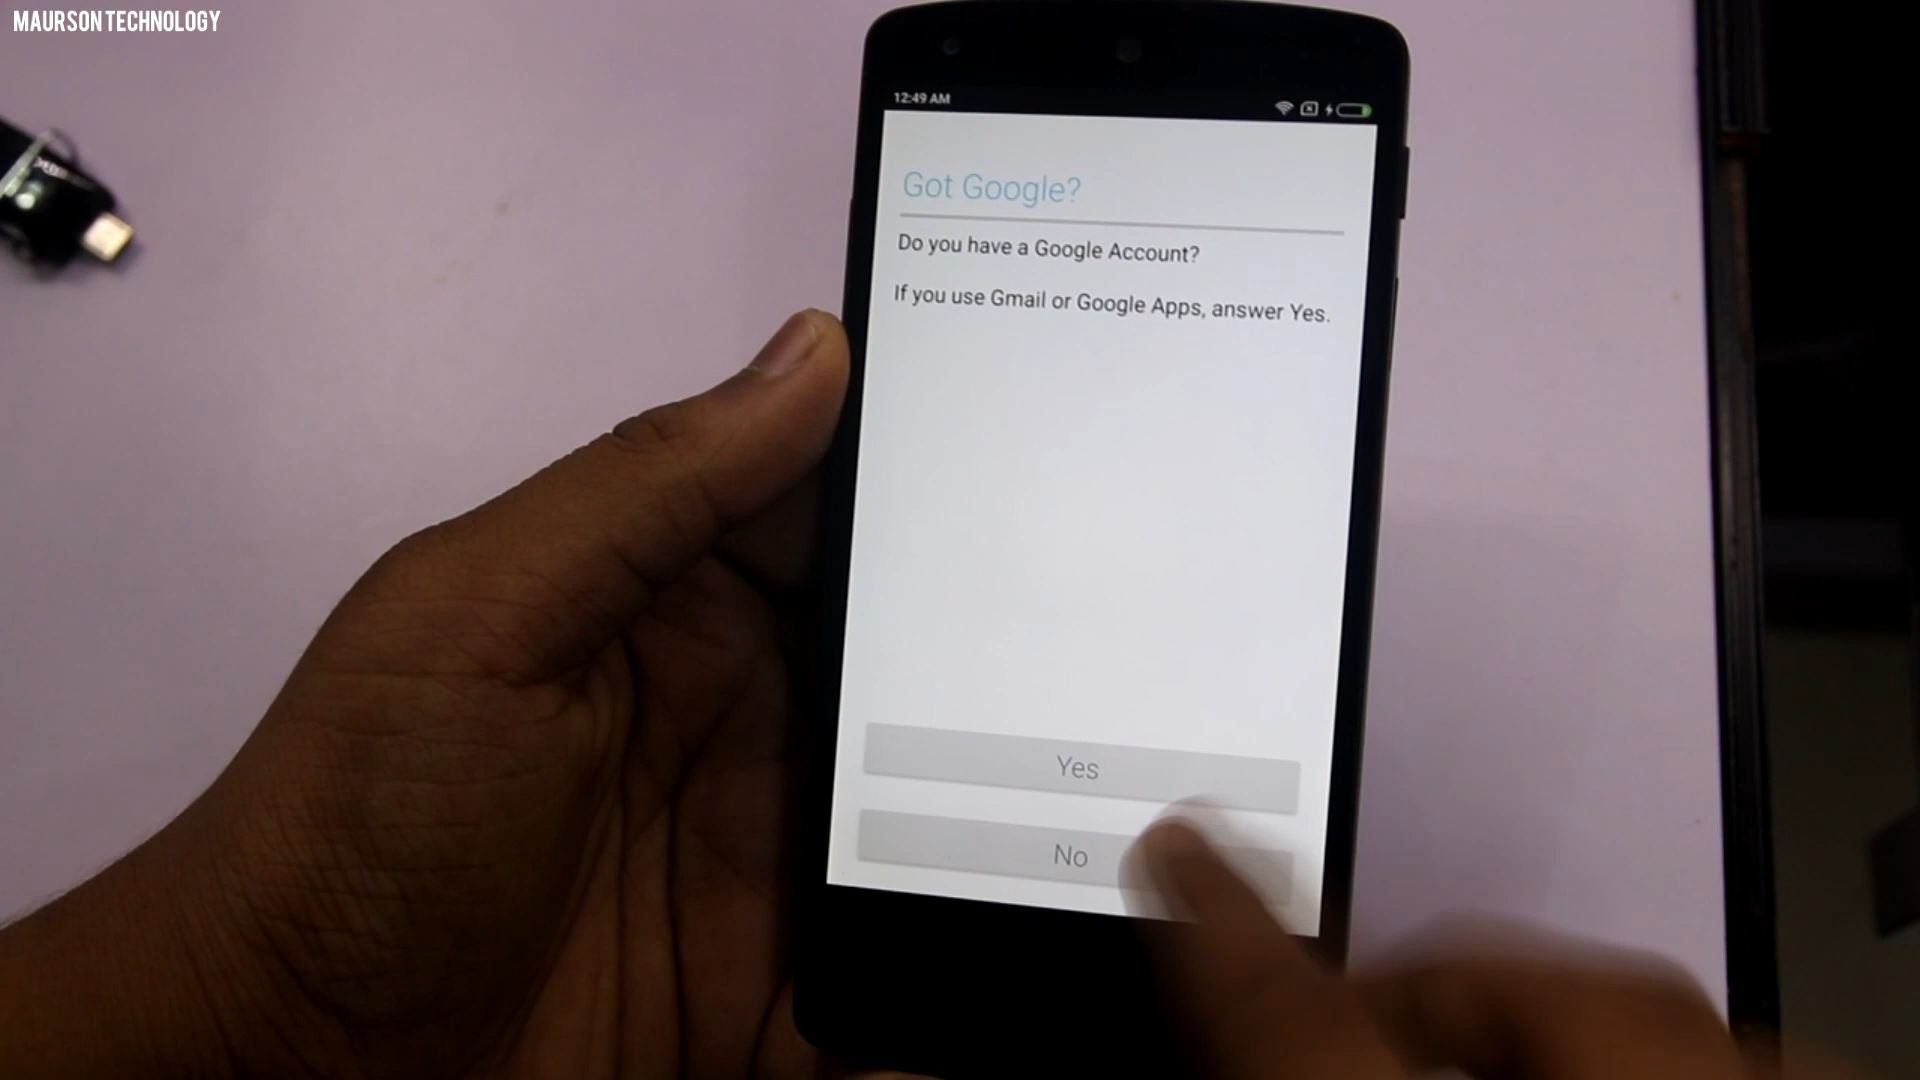 MAURSON TECHNOLOGY
12:49 AM
Got Google?
Do you have a Google Account?
If you use Gmail or Google Apps, answer Yes.
Yes
No